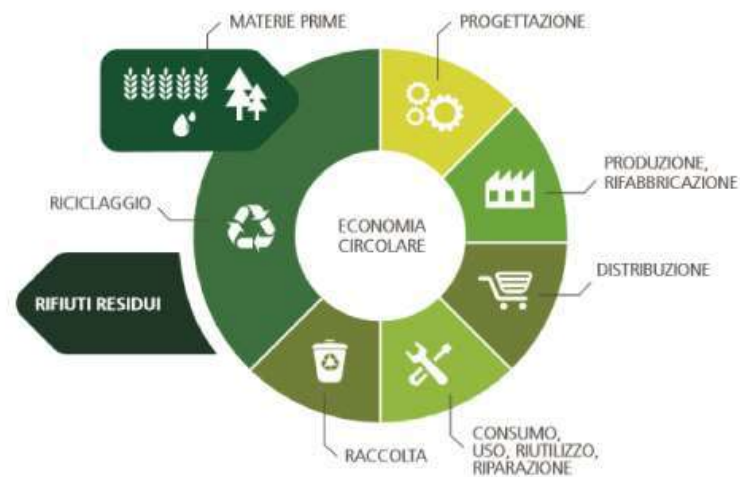 MATERIE PRIME
PROGETTAZIONE
PRODUZIONE,
RIFABBRICAZIONE
RICICLAGGIO
ECONOMIA
CIRCOLARE
DISTRIBUZIONE
RIFIUTI RESIDUI
CONSUMO,
USO, RIUTILIZZO,
RIPARAZIONE
RACCOLTA